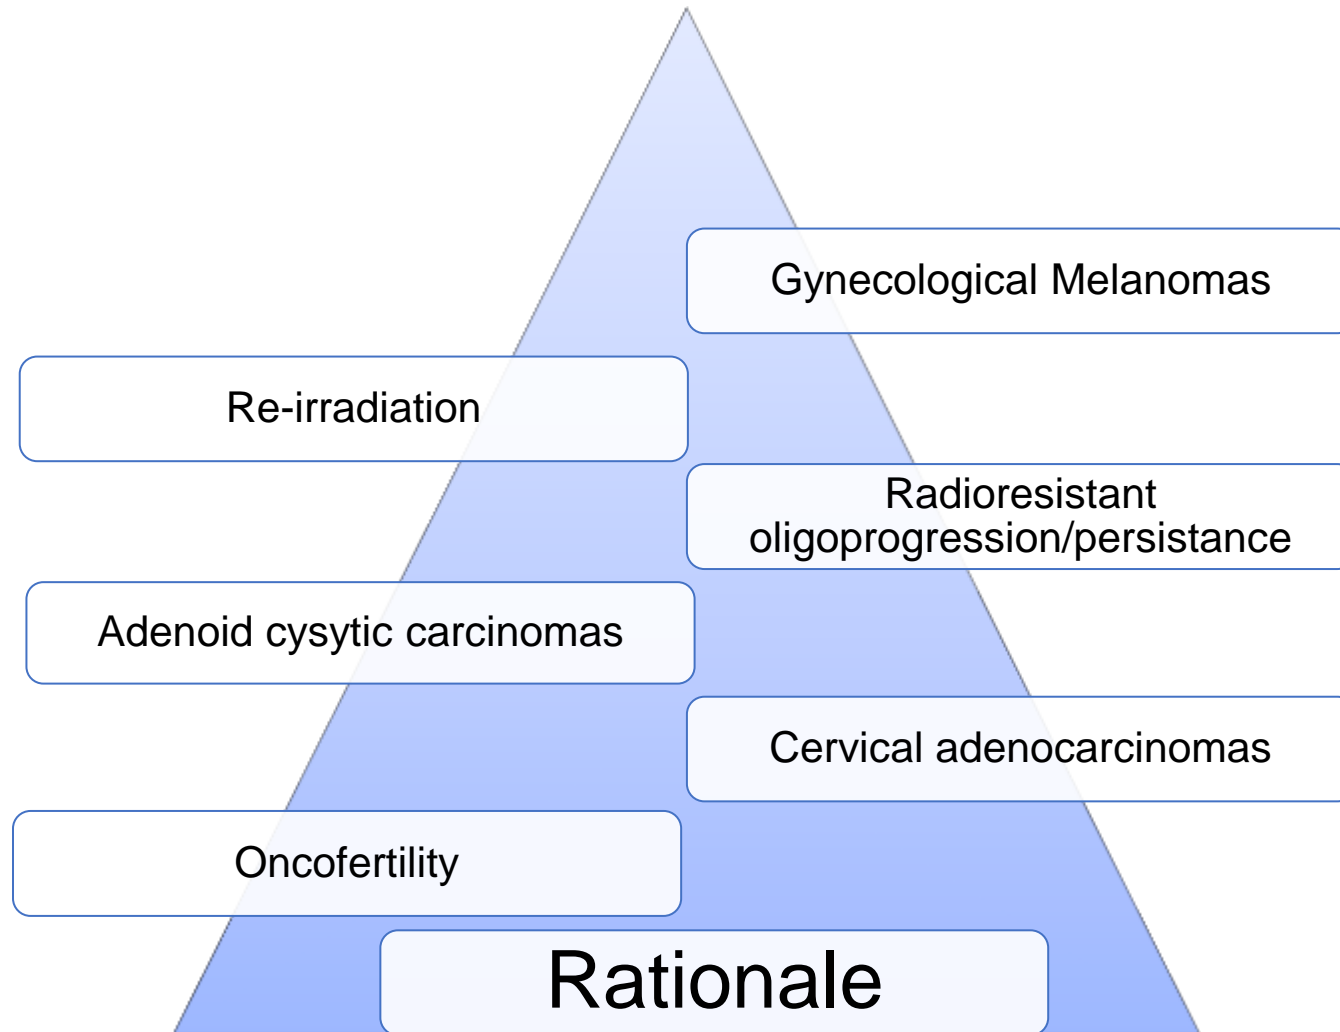 Gynecological Melanomas
Re-irradiation
Radioresistant
oligoprogression/persistance
Adenoid cysytic carcinomas
Cervical adenocarcinomas
Oncofertility
Rationale